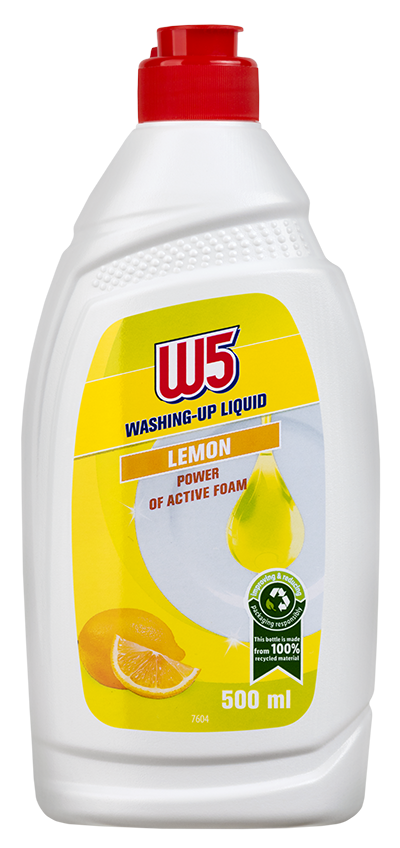 W5
WASHING-UP LIQUID
LEMON
POWER
OF ACTIVE FOAM
improving & reducing
packaging responsibly
This bottle is made
from 100%
recycled material
500 ml
7604